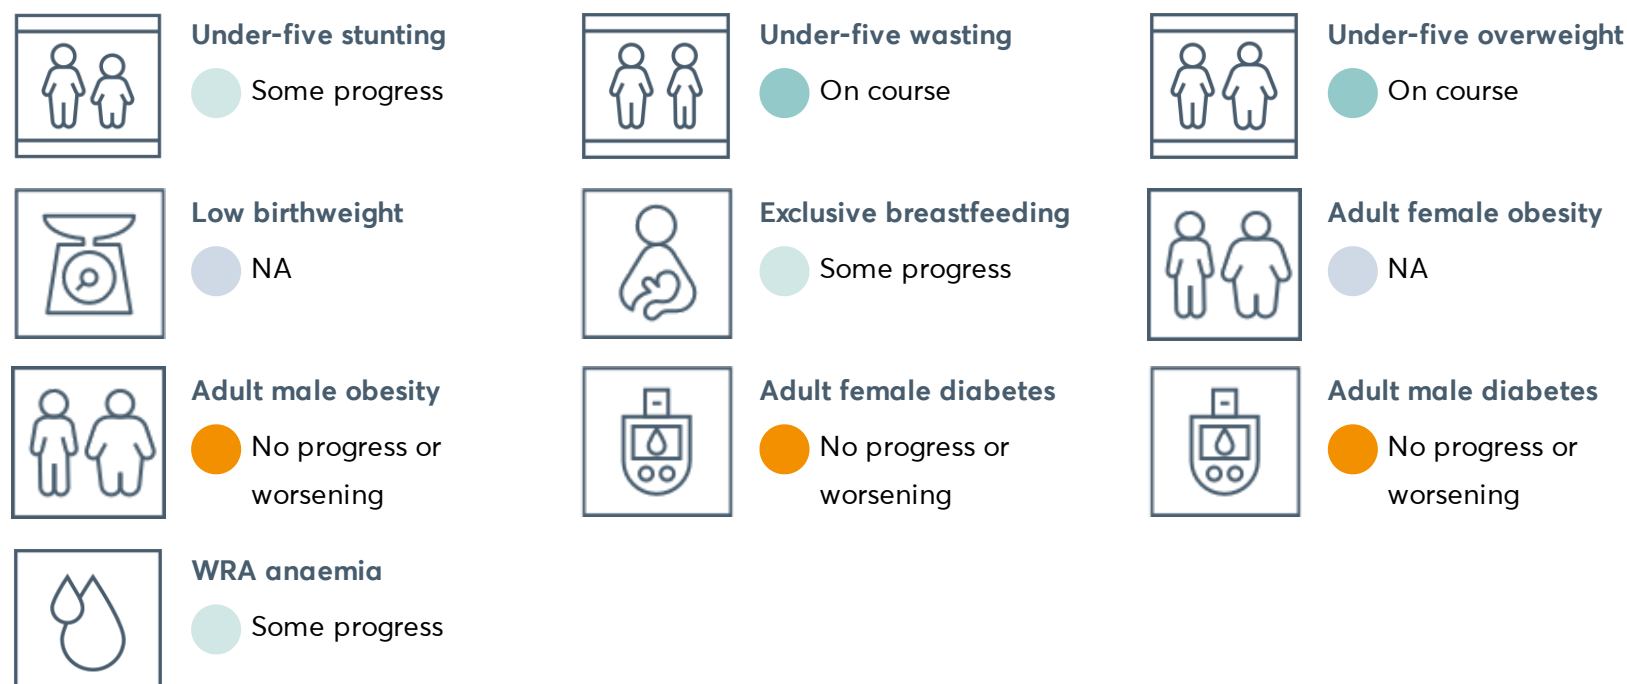 Under-five stunting
Some progress
Under-five wasting
On course
Under-five overweight
On course
Low birthweight
NA
Exclusive breastfeeding
Some progress
Adult female obesity
NA
Adult male obesity
No progress or
worsening
Adult female diabetes
No progress or
worsening
Adult male diabetes
No progress or
worsening
WRA anaemia
Some progress